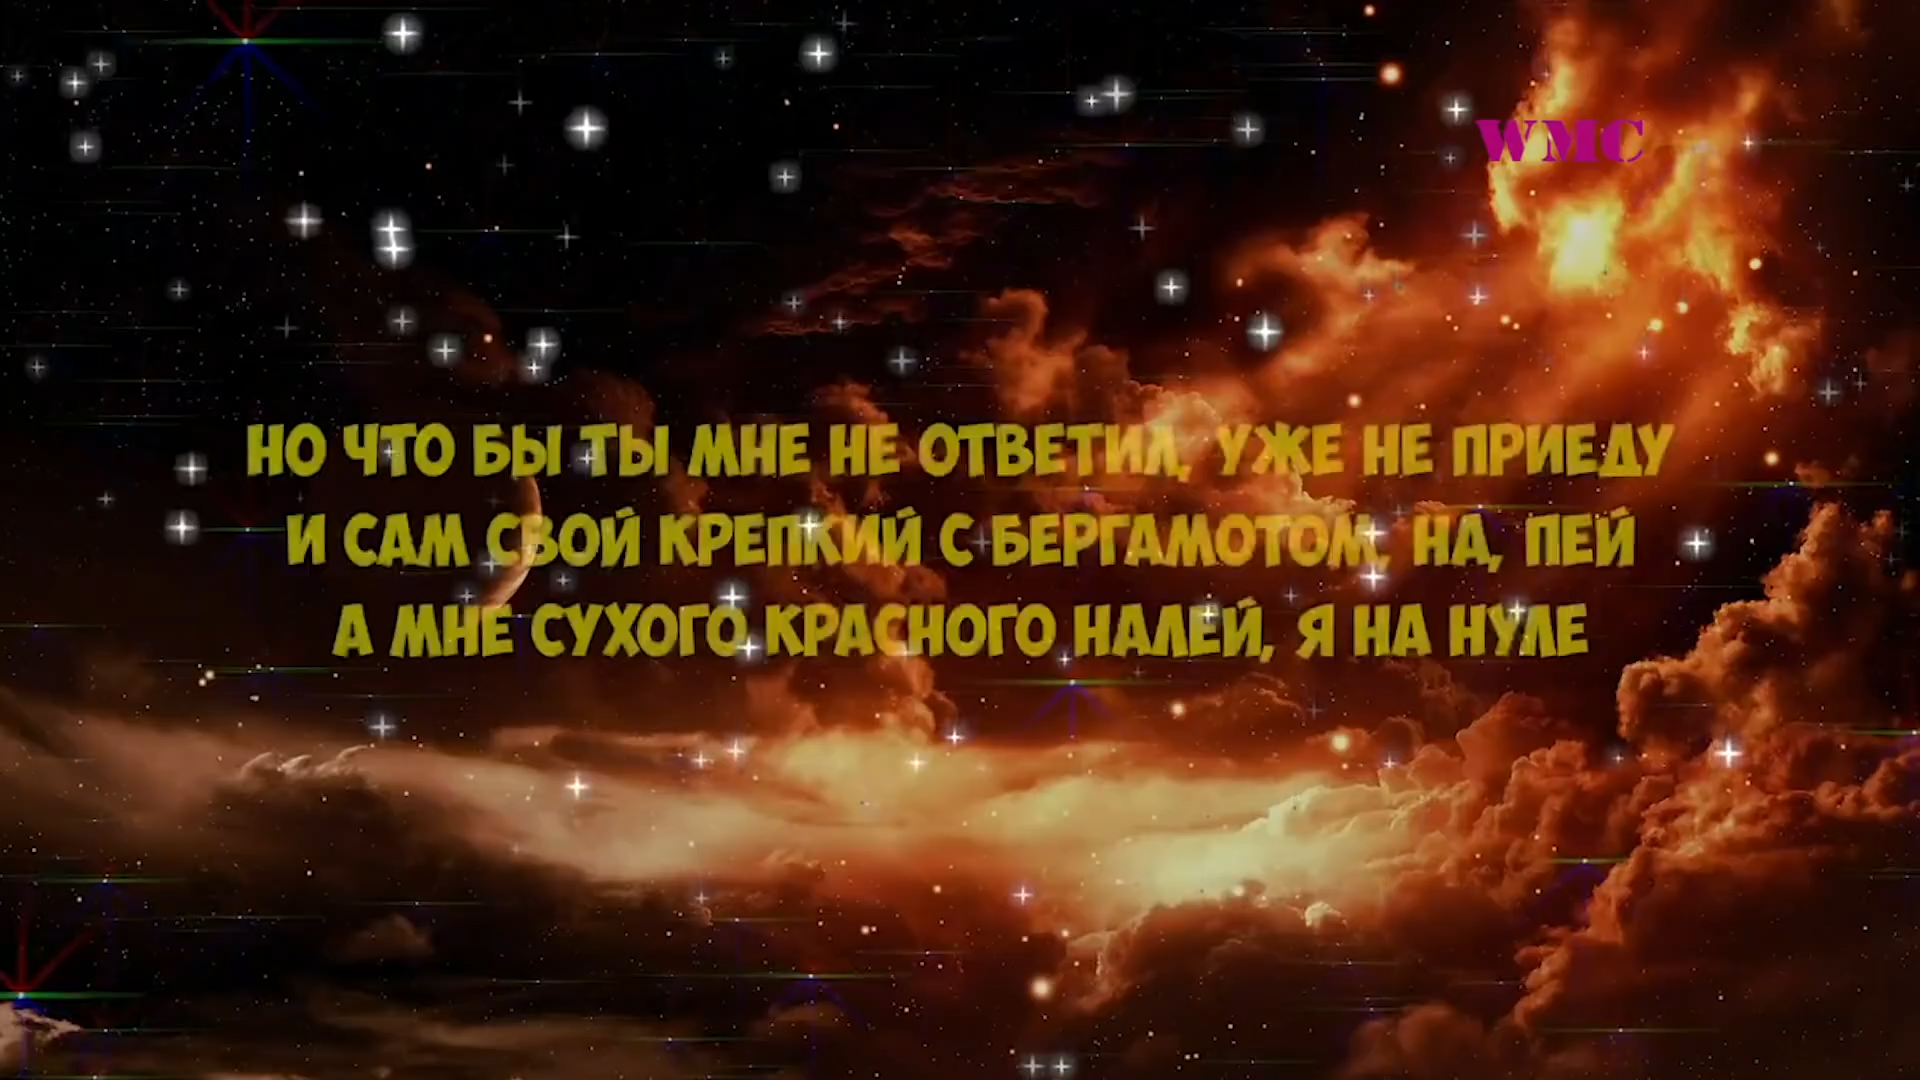 WMC
НО ЧТО БЫ ТЫ МНЕ НЕ ОТВЕТИЛ, УЖЕ НЕ ПРИЕДУ
И САМ СВОЙ КРЕПКИЙ С БЕРГАМОТОМ, НА, ПЕЙ
А МНЕ СУХОГО КРАСНОГО НАЛЕЙ, Я НА НУЛЕ